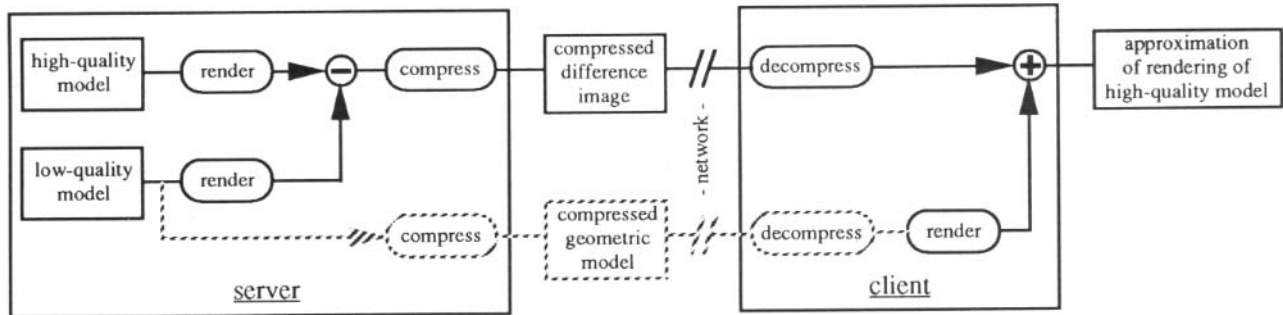 high-quality
model
render
compress
compressed
difference
image
decompress
approximation
of rendering of
high-quality model
low-quality
model
render
- network -
compress
compressed
geometric
model
decompress
render
server
client